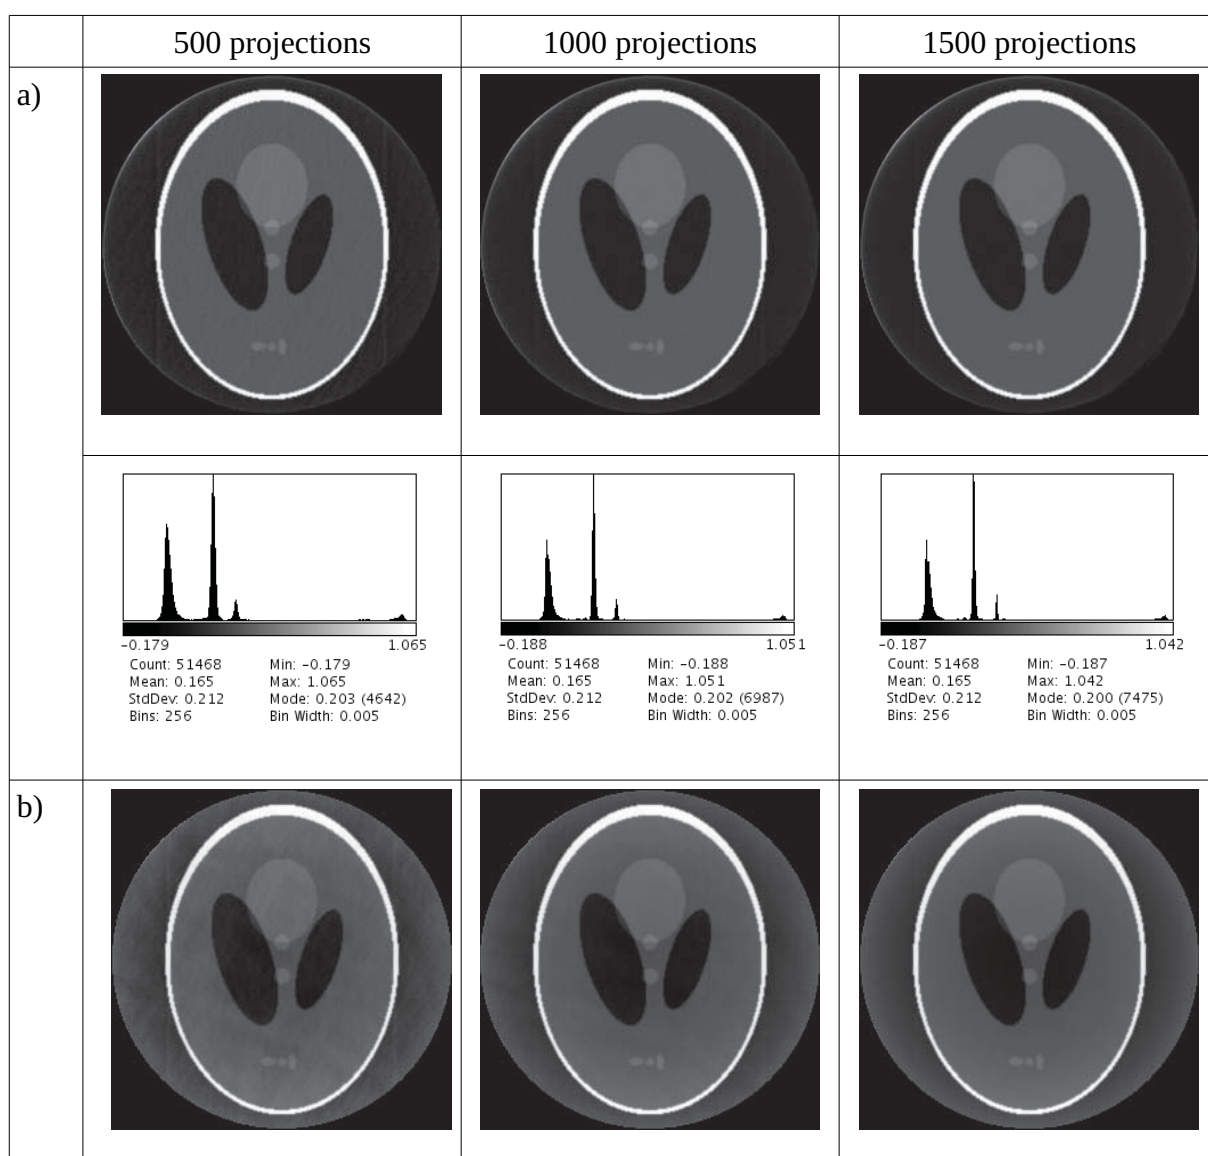 500 projections
1000 projections
1500 projections
a)
-0.179 1.065
Count: 51468 Min: -0.179
Mean: 0.165 Max: 1.065
StdDev: 0.212 Mode: 0.203 (4642)
Bins: 256 Bin Width: 0.005
-0.188 1.051
Count: 51468 Min: -0.188
Mean: 0.165 Max: 1.051
StdDev: 0.212 Mode: 0.202 (6987)
Bins: 256 Bin Width: 0.005
-0.187 1.042
Count: 51468 Min: -0.187
Mean: 0.165 Max: 1.042
StdDev: 0.212 Mode: 0.200 (7475)
Bins: 256 Bin Width: 0.005
b)